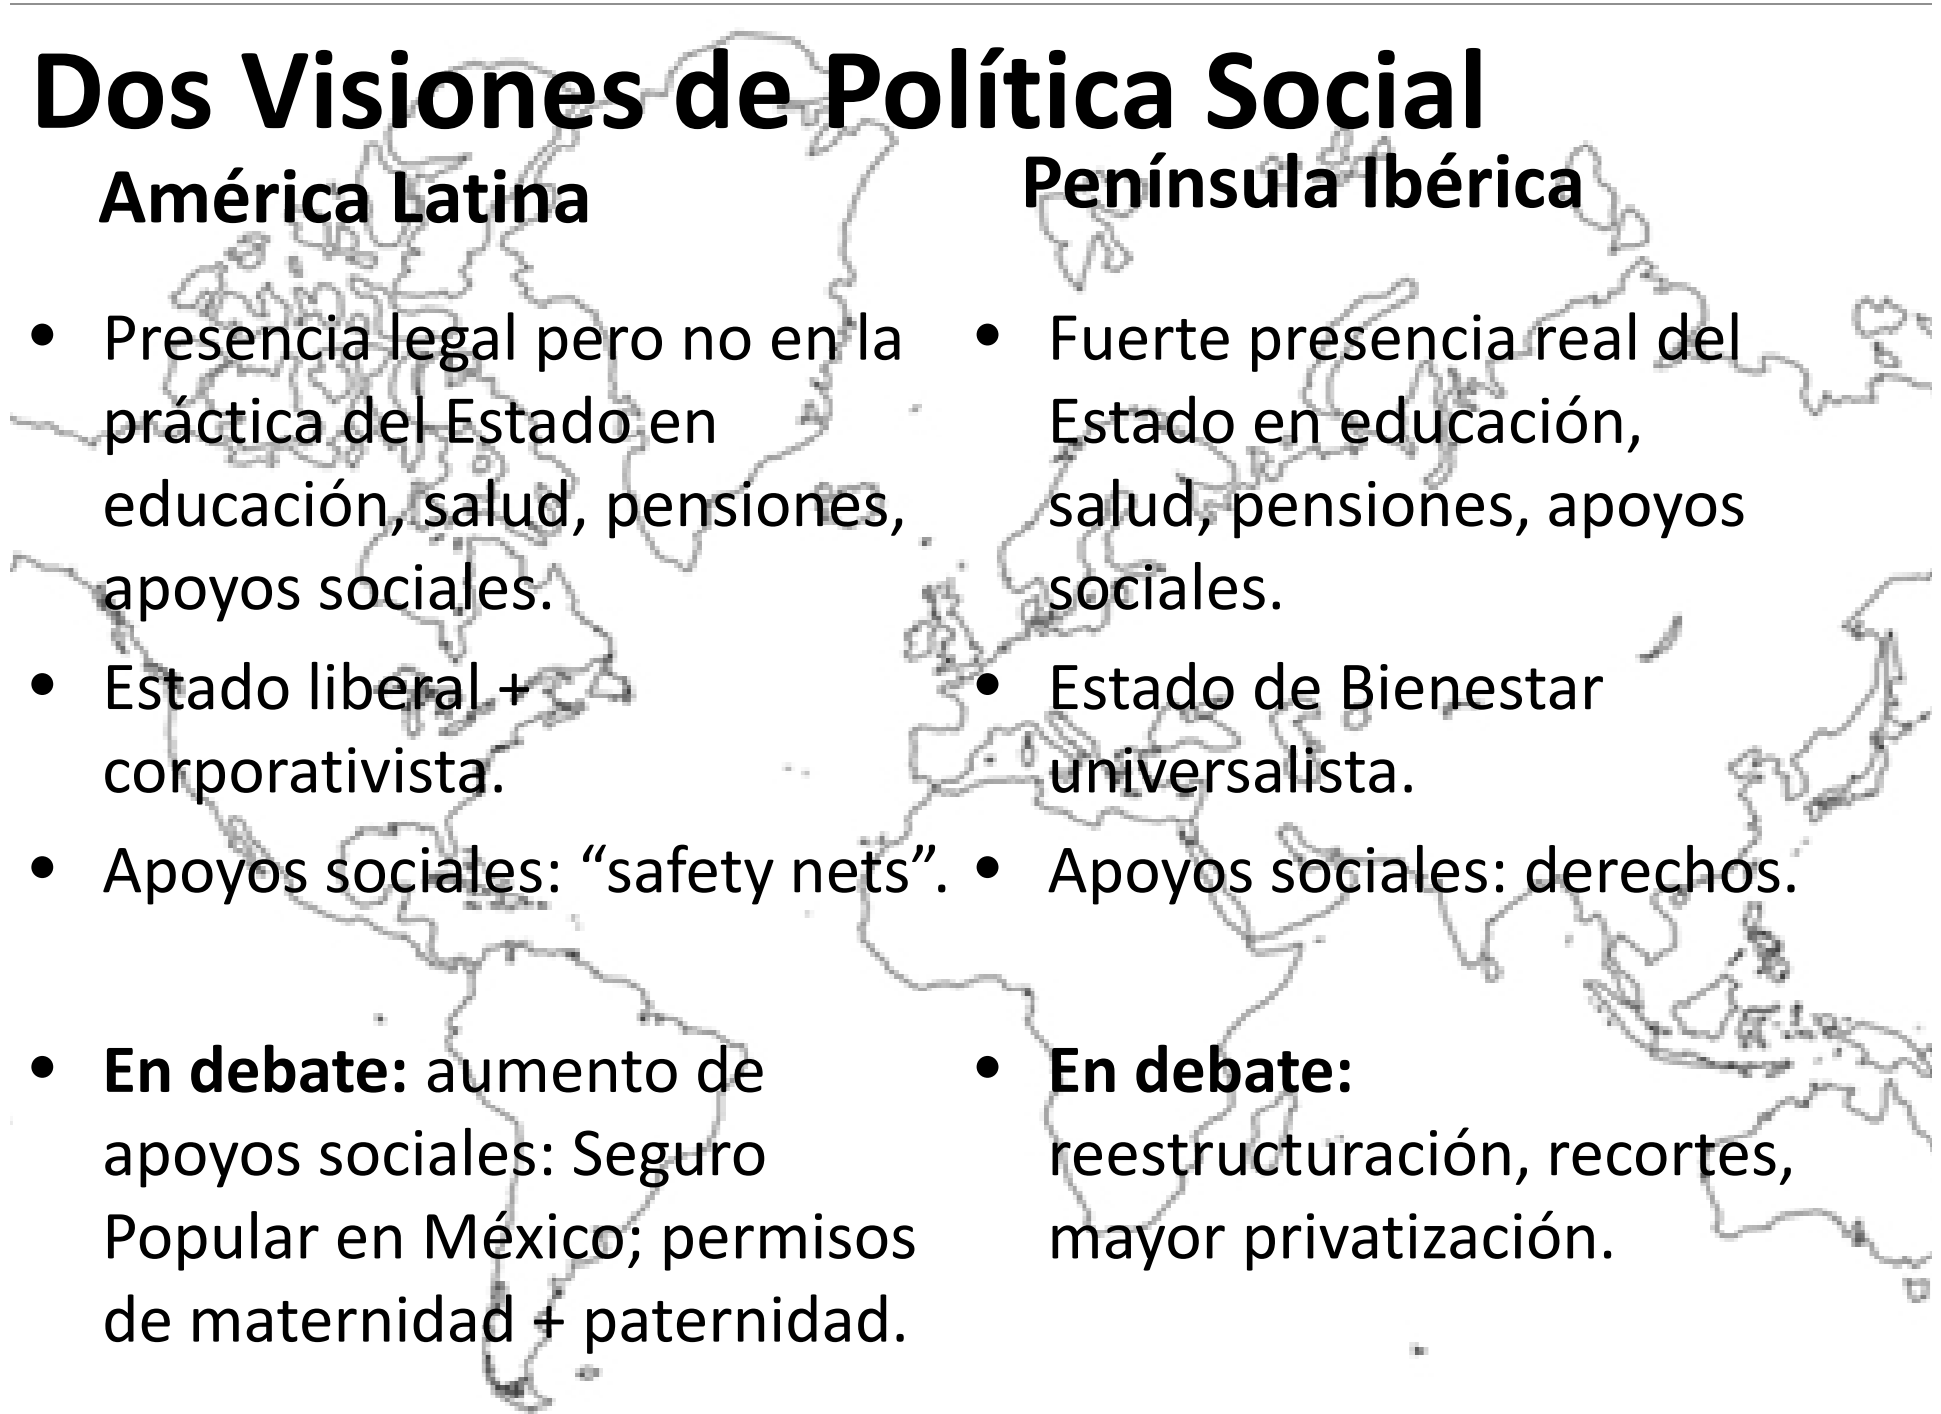 Dos Visiones de Política Social
América Latina
• Presencia legal pero no en la
práctica del Estado en
educación, salud, pensiones,
apoyos sociales.
• Estado liberal +
corporativista.
• Apoyos sociales: “safety nets”.
• En debate: aumento de
apoyos sociales: Seguro
Popular en México; permisos
de maternidad + paternidad.
Península Ibérica
• Fuerte presencia real del
Estado en educación,
salud, pensiones, apoyos
sociales.
• Estado de Bienestar
universalista.
• Apoyos sociales: derechos.
• En debate:
reestructuración, recortes,
mayor privatización.